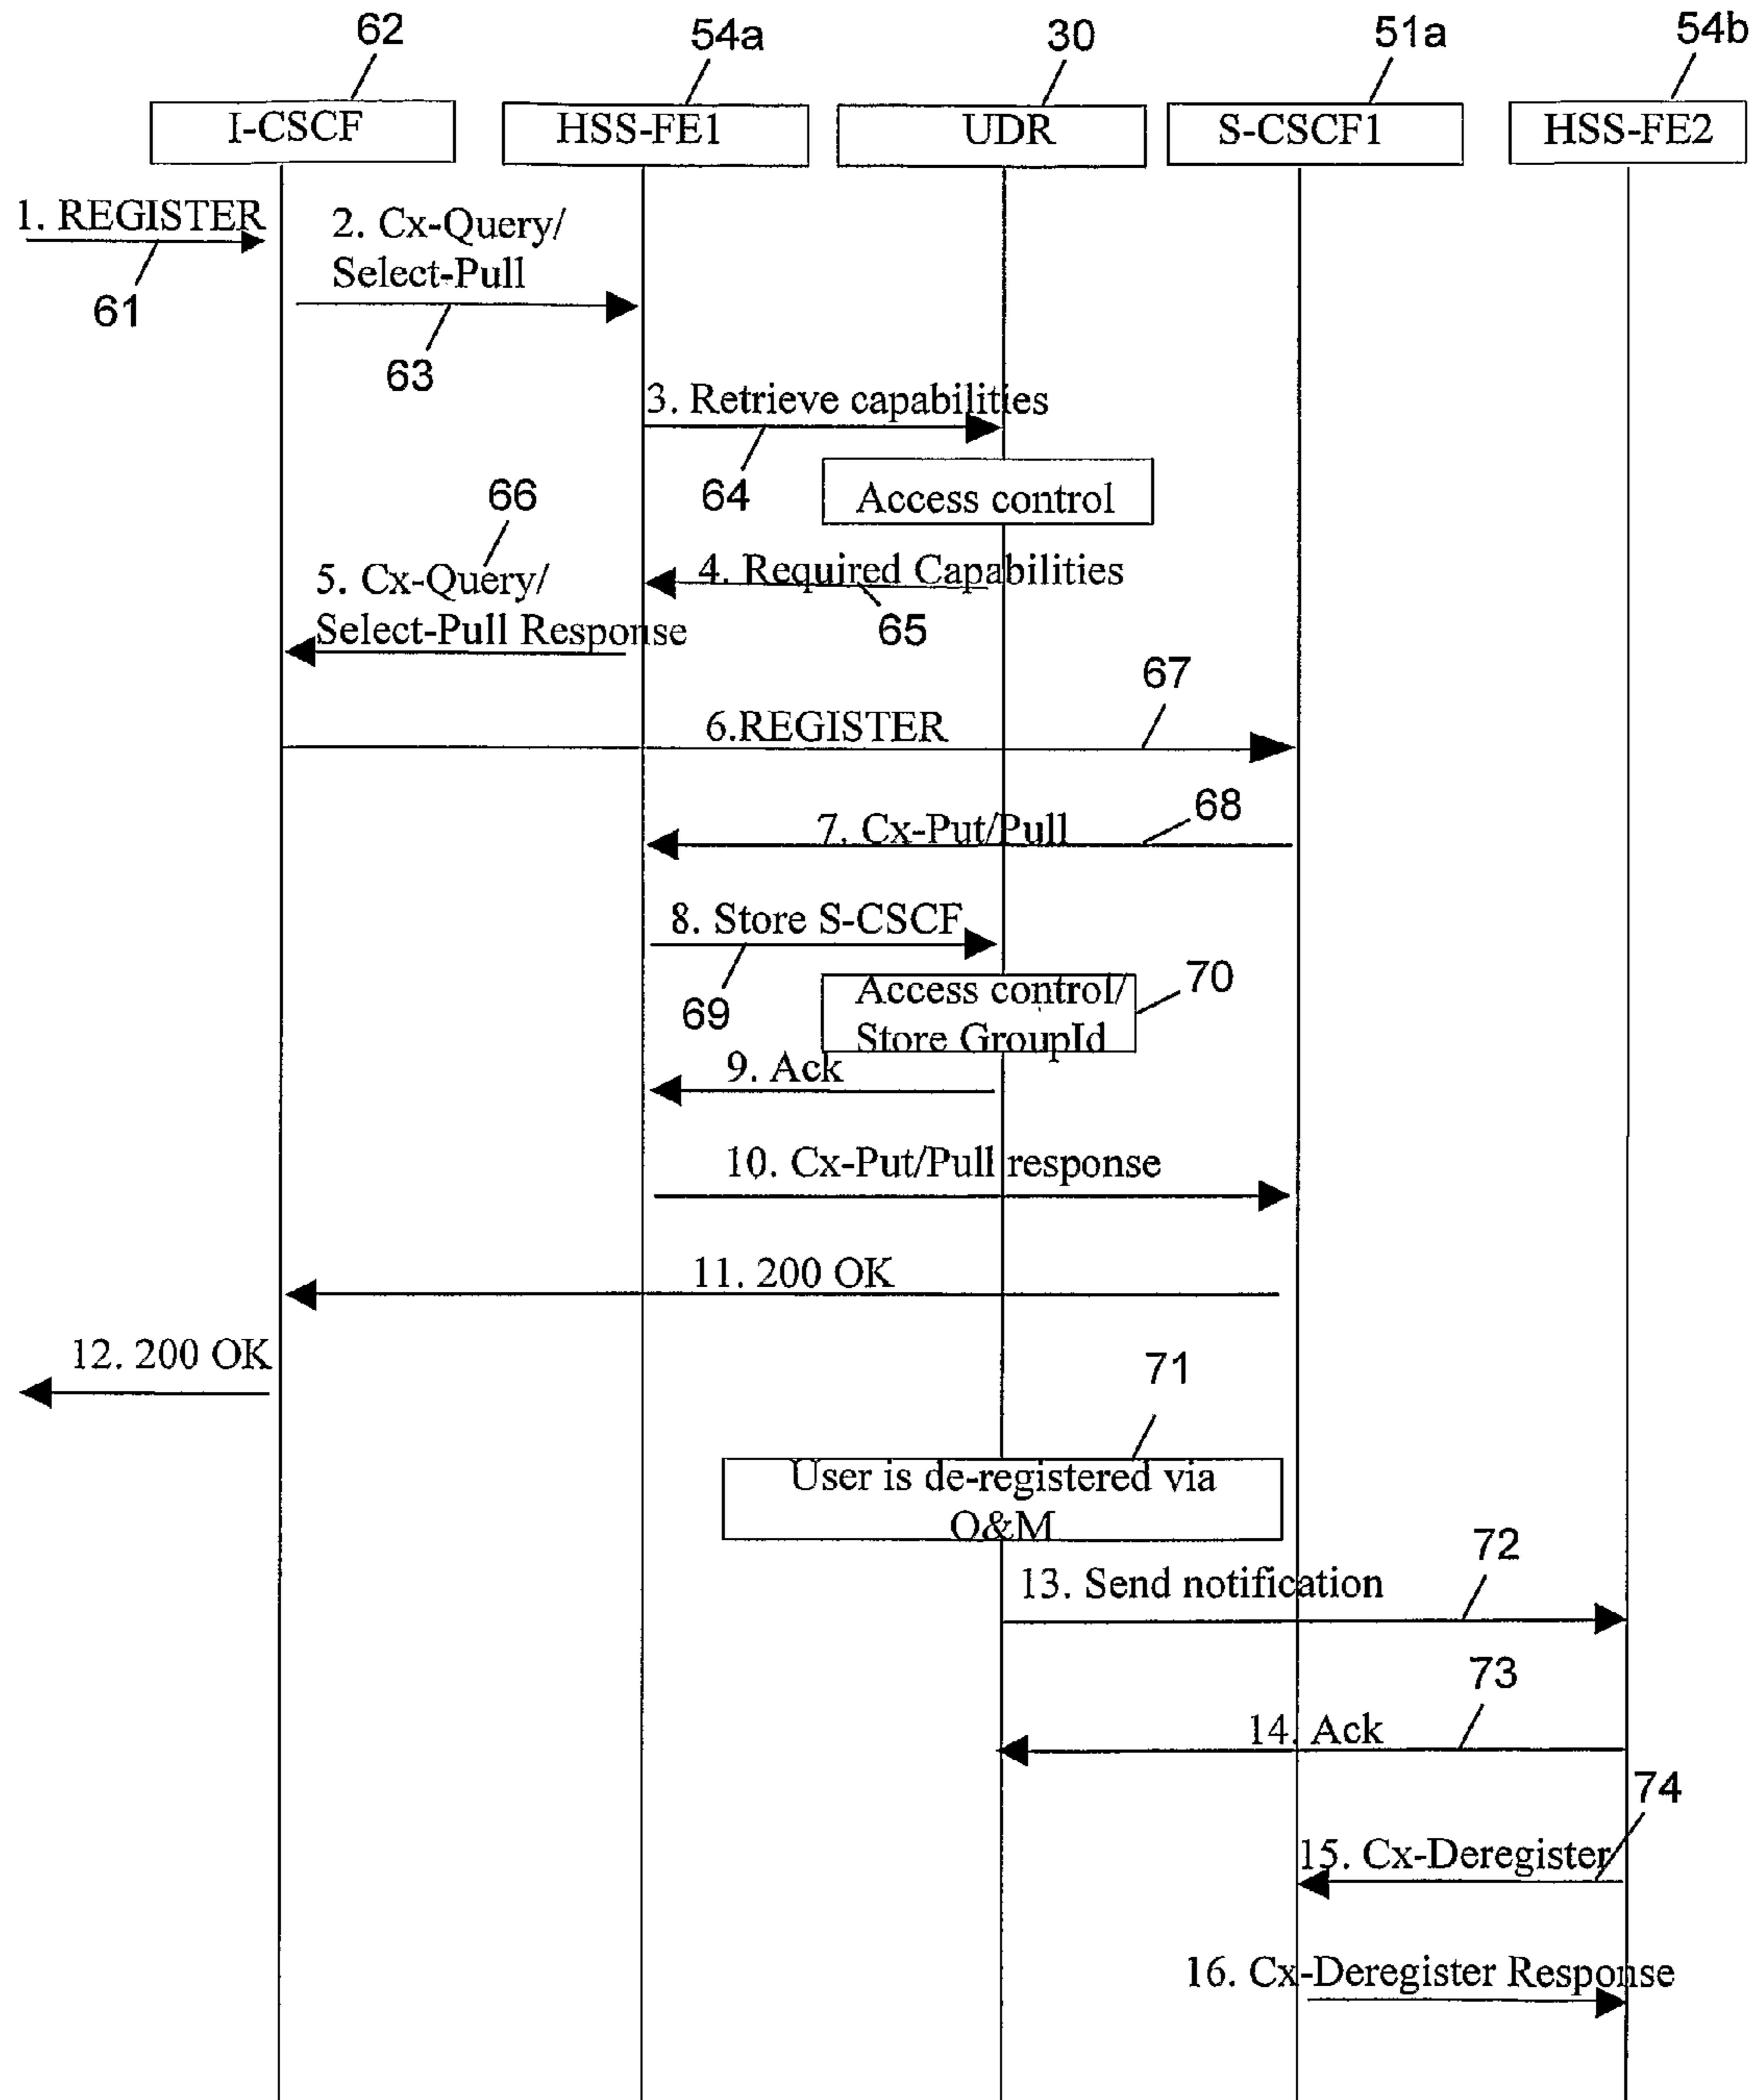 62
54a
30
51a
54b
I-CSCF
HSS-FE1
UDR
S-CSCF1
HSS-FE2
1. REGISTER
61
2. Cx-Query/
Select-Pull
63
3. Retrieve capabilities
64
Access control
66
4. Required Capabilities
65
5. Cx-Query/
Select-Pull Response
67
6.REGISTER
68
7. Cx-Put/Pull
8. Store S-CSCF
69
Access control/
Store GroupId
70
9. Ack
10. Cx-Put/Pull response
11. 200 OK
12. 200 OK
71
User is de-registered via
O&M
72
13. Send notification
73
14. Ack
74
15. Cx-Deregister
16. Cx-Deregister Response